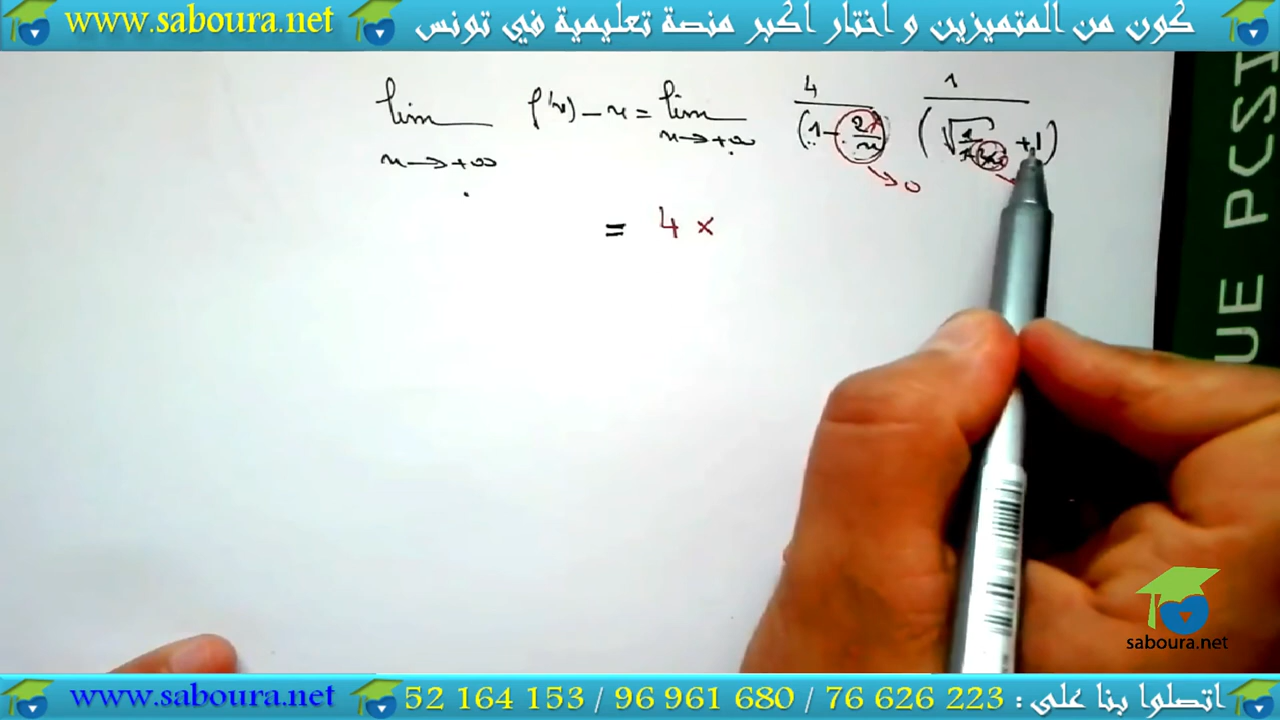 www.saboura.net كون من المتميزين و اختار اكبر منصة تعليمية في تونس
lim f(x) - x = lim 4 / (1 - 2/x) 1 / (√ +1)
x→+∞ x→+∞
→ 0
= 4 ×
UE PCSI
saboura.net
www.saboura.net 52 164 153 / 96 961 680 / 76 626 223 : اتصلوا بنا على